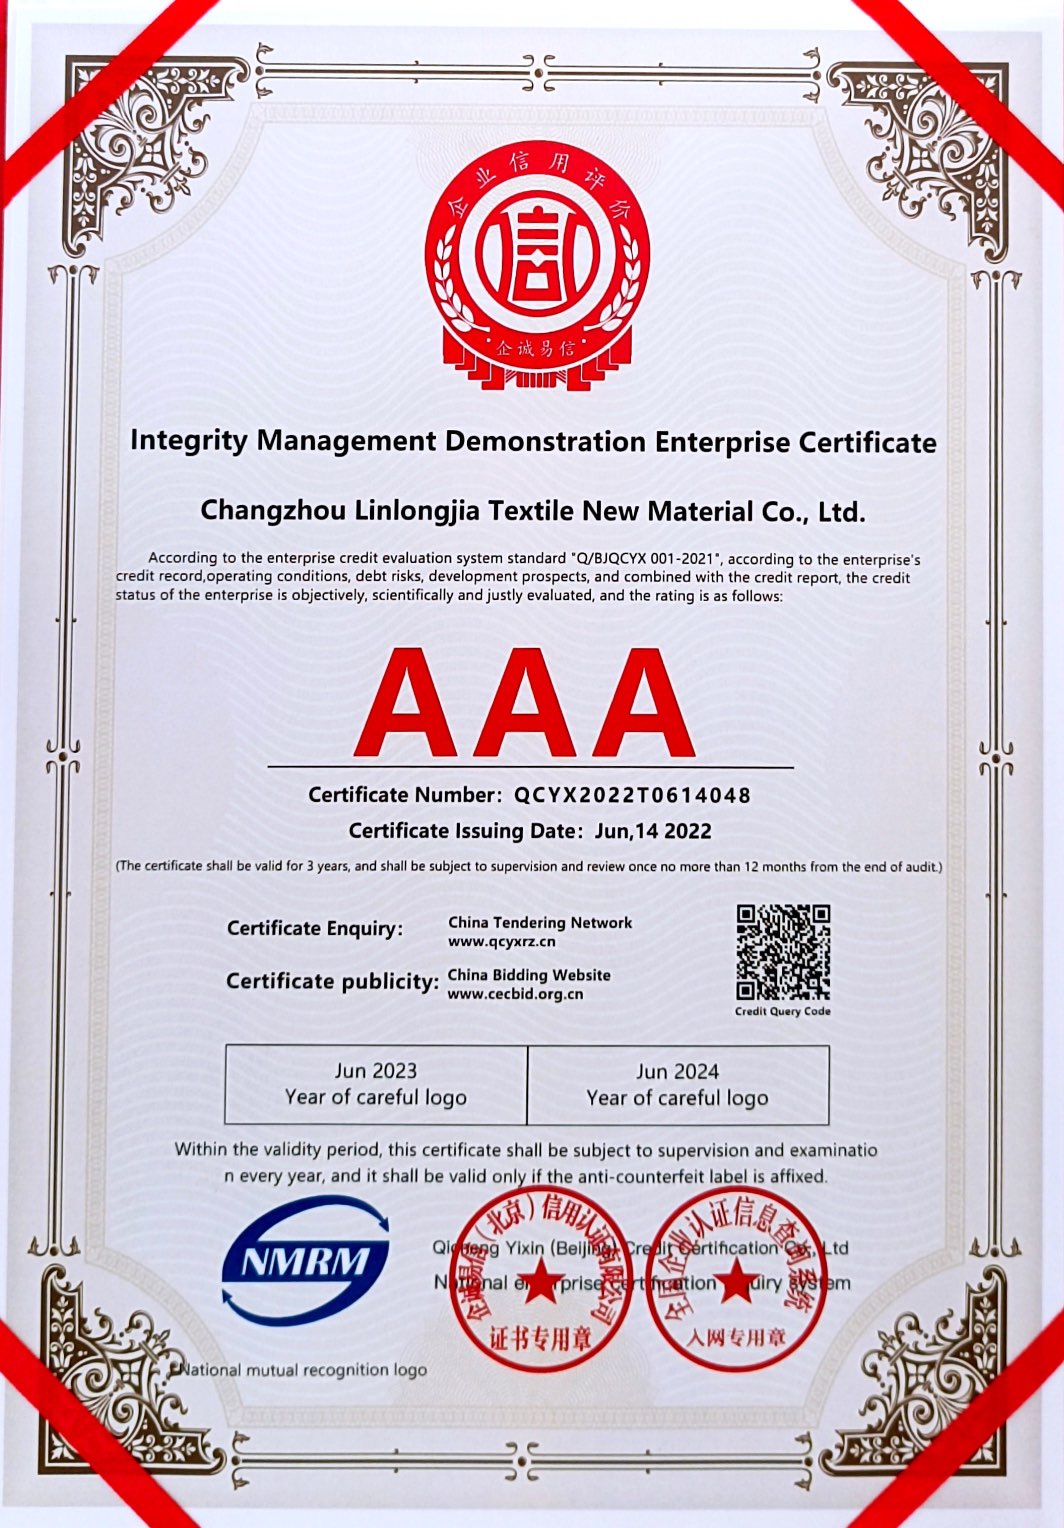 企业信用评价
信
·企诚易信·
Integrity Management Demonstration Enterprise Certificate
Changzhou Linlongjia Textile New Material Co., Ltd.
According to the enterprise credit evaluation system standard "Q/BJQCYX 001-2021", according to the enterprise's
credit record,operating conditions, debt risks, development prospects, and combined with the credit report, the credit
status of the enterprise is objectively, scientifically and justly evaluated, and the rating is as follows:
AAA
Certificate Number: QCYX2022T0614048
Certificate Issuing Date: Jun,14 2022
(The certificate shall be valid for 3 years, and shall be subject to supervision and review once no more than 12 months from the end of audit.)
Certificate Enquiry: China Tendering Network
www.qcyxrz.cn
Certificate publicity: China Bidding Website
www.cecbid.org.cn
Credit Query Code
Jun 2023
Year of careful logo
Jun 2024
Year of careful logo
Within the validity period, this certificate shall be subject to supervision and examinatio
n every year, and it shall be valid only if the anti-counterfeit label is affixed.
NMRM
National mutual recognition logo
Qicheng Yixin (Beijing) Credit Certification Co., Ltd
National enterprise certification inquiry system
企诚易信(北京)信用认证有限公司
证书专用章
全国企业认证信息查询系统
入网专用章